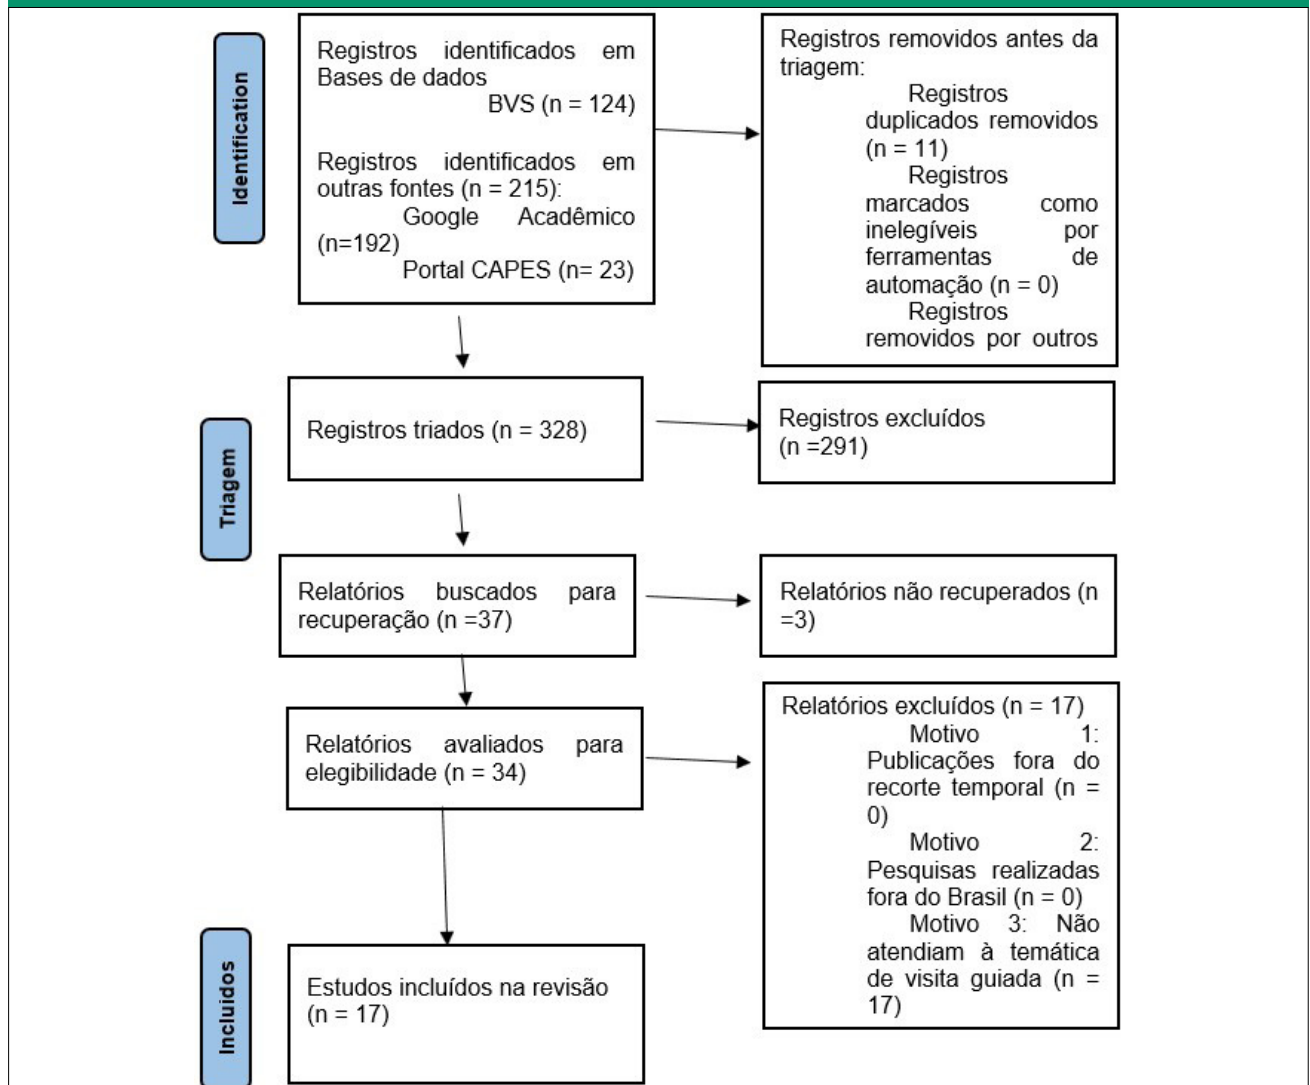 Identification
Registros identificados em
Bases de dados
BVS (n = 124)
Registros identificados em
outras fontes (n = 215):
Google Acadêmico
(n=192)
Portal CAPES (n= 23)
Registros removidos antes da
triagem:
Registros
duplicados removidos
(n = 11)
Registros
marcados como
inelegíveis por
ferramentas de
automação (n = 0)
Registros
removidos por outros
Triagem
Registros triados (n = 328)
Registros excluídos
(n =291)
Relatórios buscados para
recuperação (n =37)
Relatórios não recuperados (n
=3)
Relatórios avaliados para
elegibilidade (n = 34)
Relatórios excluídos (n = 17)
Motivo 1:
Publicações fora do
recorte temporal (n =
0)
Motivo 2:
Pesquisas realizadas
fora do Brasil (n = 0)
Motivo 3: Não
atendiam à temática
de visita guiada (n =
17)
Incluidos
Estudos incluídos na revisão
(n = 17)